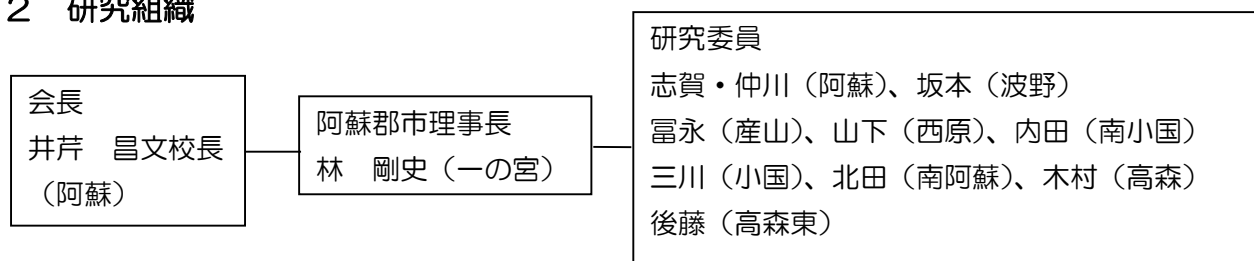 ２　研究組織
会長
井芹　昌文校長
（阿蘇）
阿蘇郡市理事長
林　剛史（一の宮）
研究委員
志賀・仲川（阿蘇）、坂本（波野）
冨永（産山）、山下（西原）、内田（南小国）
三川（小国）、北田（南阿蘇）、木村（高森）
後藤（高森東）